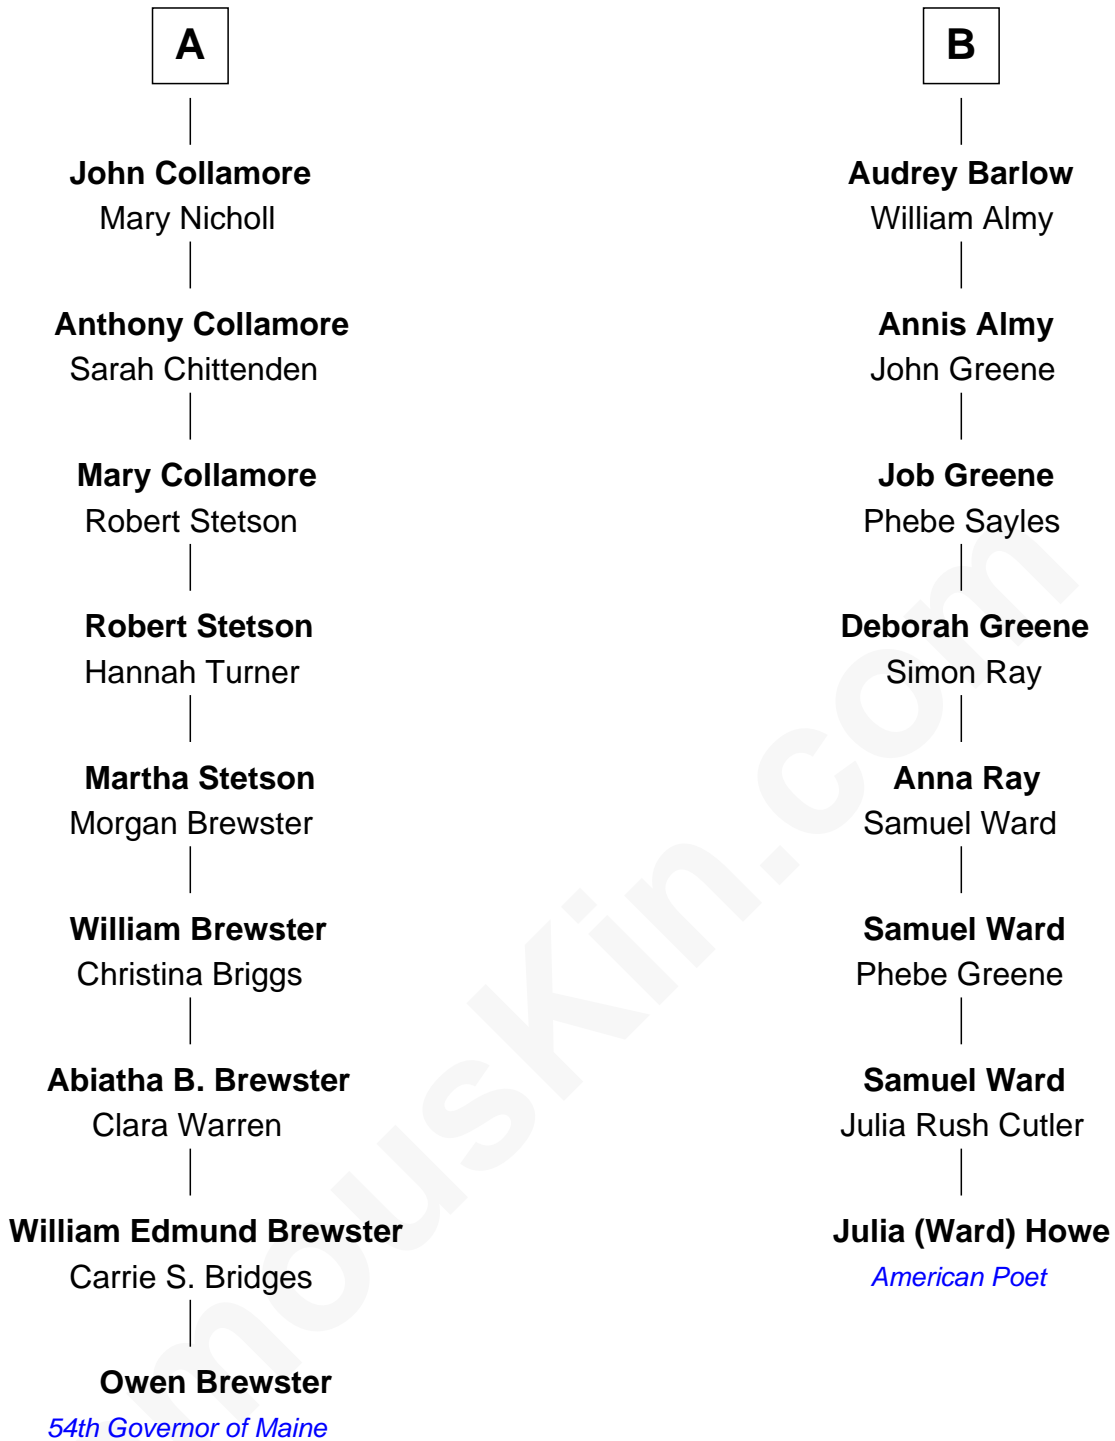 A
John Collamore
Mary Nicholl
Anthony Collamore
Sarah Chittenden
Mary Collamore
Robert Stetson
Robert Stetson
Hannah Turner
Martha Stetson
Morgan Brewster
William Brewster
Christina Briggs
Abiatha B. Brewster
Clara Warren
William Edmund Brewster
Carrie S. Bridges
Owen Brewster
54th Governor of Maine
B
Audrey Barlow
William Almy
Annis Almy
John Greene
Job Greene
Phebe Sayles
Deborah Greene
Simon Ray
Anna Ray
Samuel Ward
Samuel Ward
Phebe Greene
Samuel Ward
Julia Rush Cutler
Julia (Ward) Howe
American Poet
mouskin.com